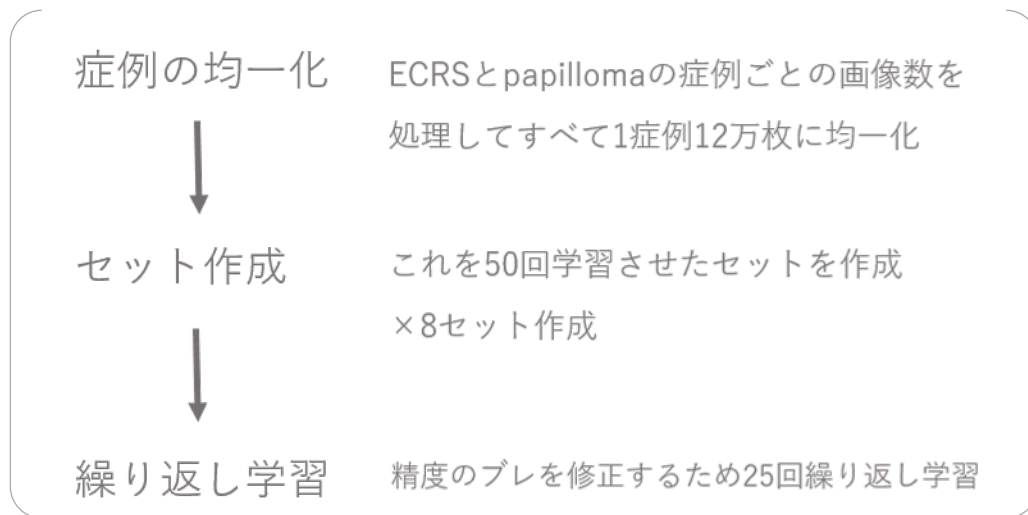 症例の均一化
ECRSとpapillomaの症例ごとの画像数を
処理してすべて1症例12万枚に均一化
セット作成
これを50回学習させたセットを作成
×8セット作成
繰り返し学習
精度のブレを修正するため25回繰り返し学習